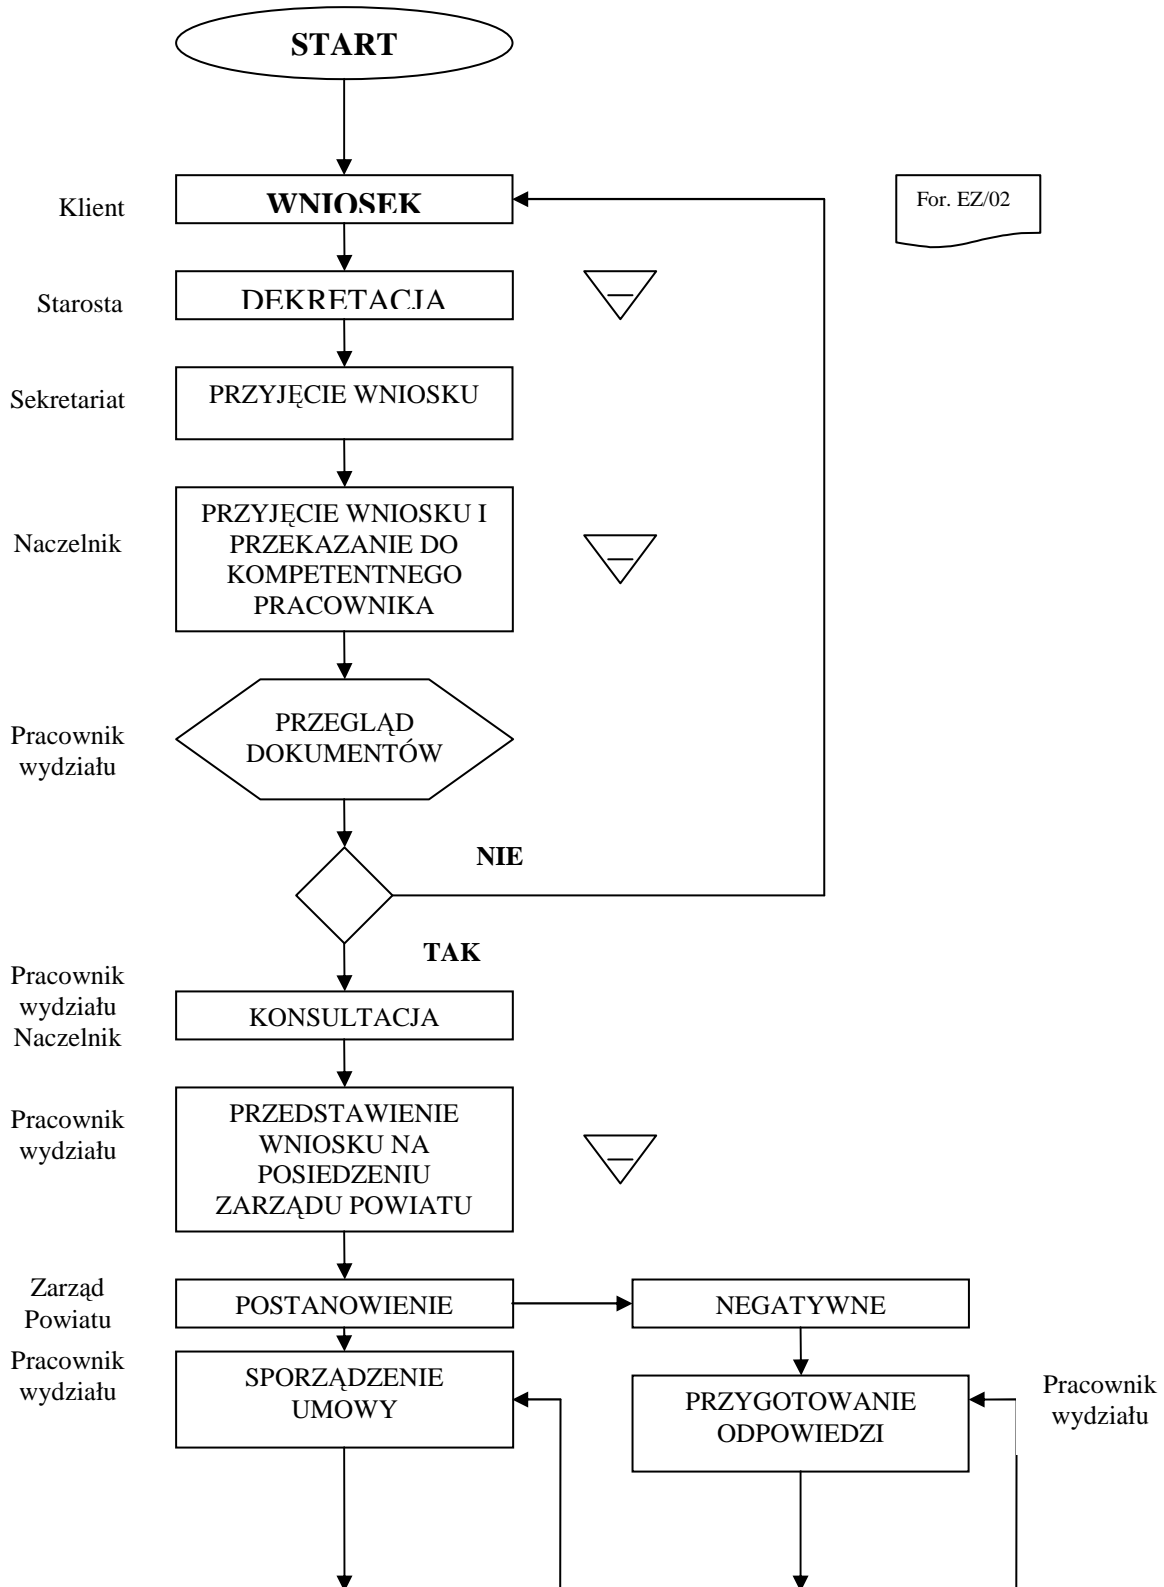 START
Klient
WNIOSEK
For. EZ/02
Starosta
DEKRETACJA
Sekretariat
PRZYJĘCIE WNIOSKU
Naczelnik
PRZYJĘCIE WNIOSKU I
PRZEKAZANIE DO
KOMPETENTNEGO
PRACOWNIKA
Pracownik
wydziału
PRZEGLĄD
DOKUMENTÓW
NIE
TAK
Pracownik
wydziału
Naczelnik
KONSULTACJA
Pracownik
wydziału
PRZEDSTAWIENIE
WNIOSKU NA
POSIEDZENIU
ZARZĄDU POWIATU
Zarząd
Powiatu
POSTANOWIENIE
NEGATYWNE
Pracownik
wydziału
SPORZĄDZENIE
UMOWY
PRZYGOTOWANIE
ODPOWIEDZI
Pracownik
wydziału